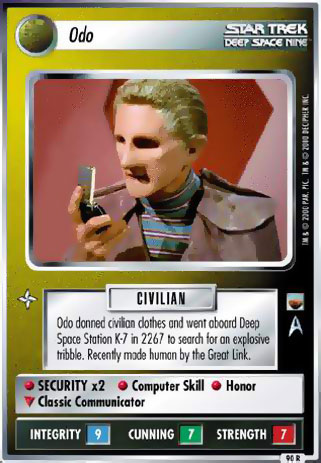 Odo
STAR TREK
DEEP SPACE NINE
TM & © 2000 PAR. PIC. TM & © 2000 DECIPHER INC.
CIVILIAN
Odo donned civilian clothes and went aboard Deep
Space Station K-7 in 2267 to search for an explosive
tribble. Recently made human by the Great Link.
SECURITY x2 Computer Skill Honor
Classic Communicator
INTEGRITY 9 CUNNING 7 STRENGTH 7
90 R